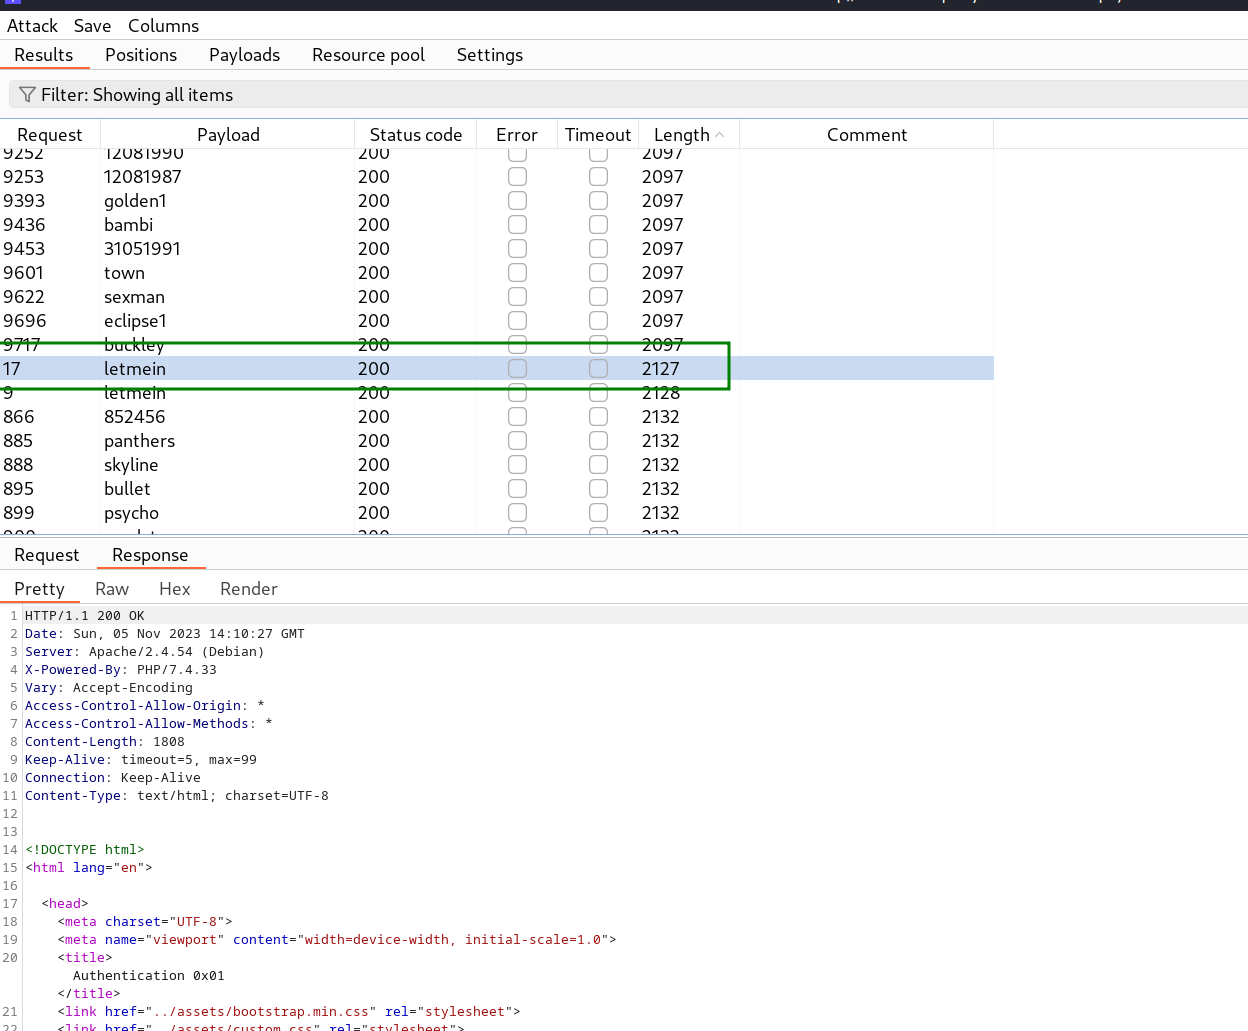 Attack Save Columns
Results Positions Payloads Resource pool Settings
Filter: Showing all items
Request Payload Status code Error Timeout Length Comment
9252 12081990 200 2097
9253 12081987 200 2097
9393 golden1 200 2097
9436 bambi 200 2097
9453 31051991 200 2097
9601 town 200 2097
9622 sexman 200 2097
9696 eclipse1 200 2097
9717 buckley 200 2097
17 letmein 200 2127
9 letmein 200 2128
866 852456 200 2132
885 panthers 200 2132
888 skyline 200 2132
895 bullet 200 2132
899 psycho 200 2132
Request Response
Pretty Raw Hex Render
1 HTTP/1.1 200 OK
2 Date: Sun, 05 Nov 2023 14:10:27 GMT
3 Server: Apache/2.4.54 (Debian)
4 X-Powered-By: PHP/7.4.33
5 Vary: Accept-Encoding
6 Access-Control-Allow-Origin: *
7 Access-Control-Allow-Methods: *
8 Content-Length: 1808
9 Keep-Alive: timeout=5, max=99
10 Connection: Keep-Alive
11 Content-Type: text/html; charset=UTF-8
12
13
14 <!DOCTYPE html>
15 <html lang="en">
16
17 <head>
18 <meta charset="UTF-8">
19 <meta name="viewport" content="width=device-width, initial-scale=1.0">
20 <title>
Authentication 0x01
</title>
21 <link href="../assets/bootstrap.min.css" rel="stylesheet">
22 <link href="../assets/custom.css" rel="stylesheet">